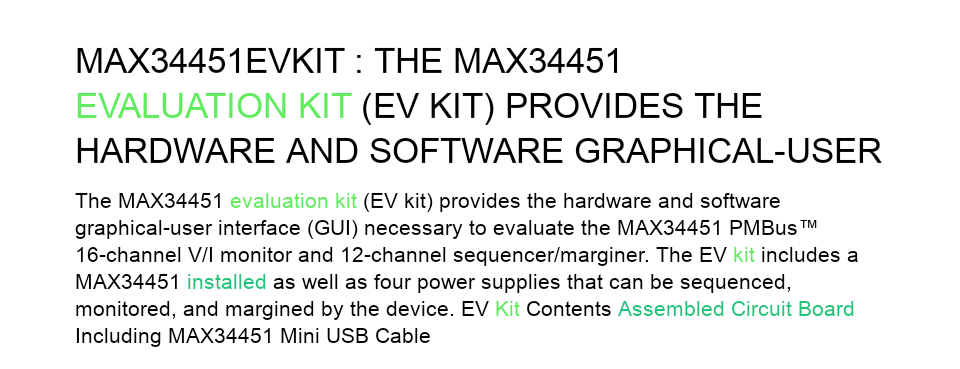 MAX34451EVKIT : THE MAX34451
EVALUATION KIT (EV KIT) PROVIDES THE
HARDWARE AND SOFTWARE GRAPHICAL-USER
The MAX34451 evaluation kit (EV kit) provides the hardware and software
graphical-user interface (GUI) necessary to evaluate the MAX34451 PMBus™
16-channel V/I monitor and 12-channel sequencer/marginer. The EV kit includes a
MAX34451 installed as well as four power supplies that can be sequenced,
monitored, and margined by the device. EV Kit Contents Assembled Circuit Board
Including MAX34451 Mini USB Cable